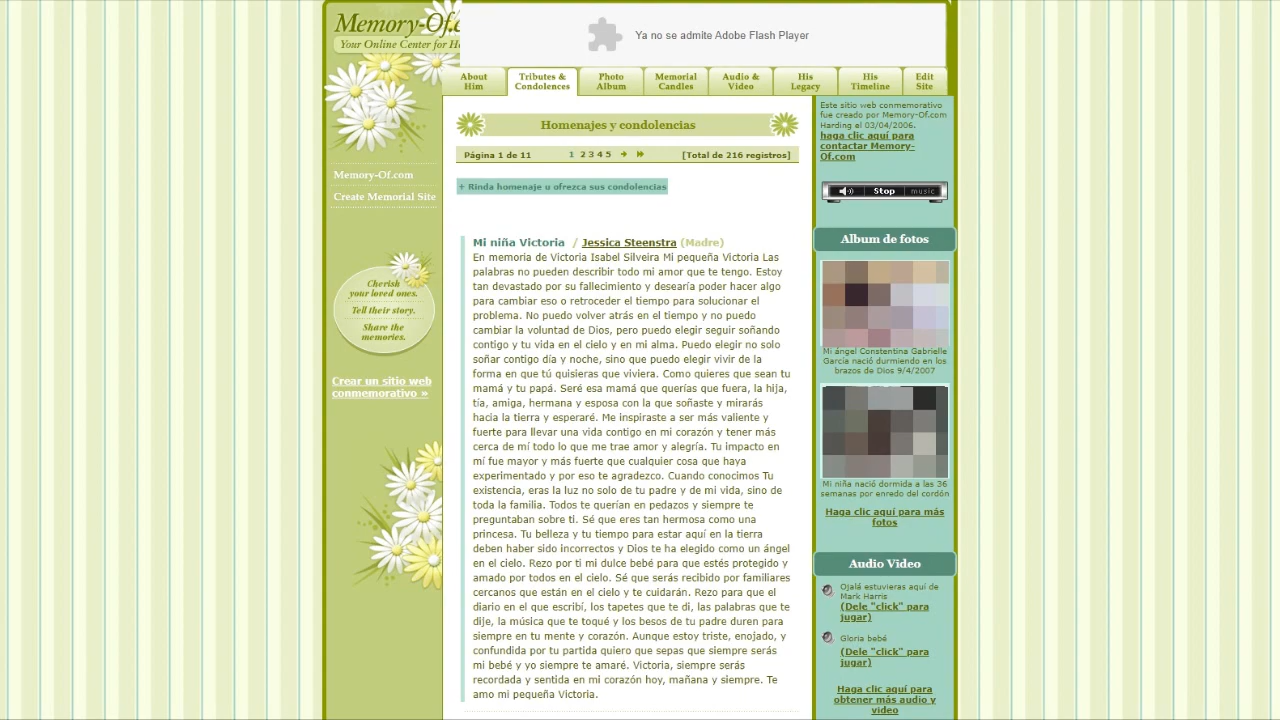 Memory-Of.
Your Online Center for
Ya no se admite Adobe Flash Player
About Him
Tributes & Condolences
Photo Album
Memorial Candles
Audio & Video
His Legacy
His Timeline
Edit Site
Memory-Of.com
Create Memorial Site
Cherish
your loved ones.
Tell their story.
Share the
memories.
Crear un sitio web
conmemorativo »
Homenajes y condolencias
Página 1 de 11
1 2 3 4 5
[Total de 216 registros]
+ Rinda homenaje u ofrezca sus condolencias
Mi niña Victoria / Jessica Steenstra (Madre)
En memoria de Victoria Isabel Silveira Mi pequeña Victoria Las
palabras no pueden describir todo mi amor que te tengo. Estoy
tan devastado por su fallecimiento y desearía poder hacer algo
para cambiar eso o retroceder el tiempo para solucionar el
problema. No puedo volver atrás en el tiempo y no puedo
cambiar la voluntad de Dios, pero puedo elegir seguir soñando
contigo y tu vida en el cielo y en mi alma. Puedo elegir no solo
soñar contigo día y noche, sino que puedo elegir vivir de la
forma en que tú quisieras que viviera. Como quieres que sean tu
mamá y tu papá. Seré esa mamá que querías que fuera, la hija,
tía, amiga, hermana y esposa con la que soñaste y mirarás
hacia la tierra y esperaré. Me inspiraste a ser más valiente y
fuerte para llevar una vida contigo en mi corazón y tener más
cerca de mí todo lo que me trae amor y alegría. Tu impacto en
mí fue mayor y más fuerte que cualquier cosa que haya
experimentado y por eso te agradezco. Cuando conocimos Tu
existencia, eras la luz no solo de tu padre y de mi vida, sino de
toda la familia. Todos te querían en pedazos y siempre te
preguntaban sobre ti. Sé que eres tan hermosa como una
princesa. Tu belleza y tu tiempo para estar aquí en la tierra
deben haber sido incorrectos y Dios te ha elegido como un ángel
en el cielo. Rezo por ti mi dulce bebé para que estés protegido y
amado por todos en el cielo. Sé que serás recibido por familiares
cercanos que están en el cielo y te cuidarán. Rezo para que el
diario en el que escribí, los tapetes que te di, las palabras que te
dije, la música que te toqué y los besos de tu padre duren para
siempre en tu mente y corazón. Aunque estoy triste, enojado, y
confundida por tu partida quiero que sepas que siempre serás
mi bebé y yo siempre te amaré. Victoria, siempre serás
recordada y sentida en mi corazón hoy, mañana y siempre. Te
amo mi pequeña Victoria.
Este sitio web conmemorativo
fue creado por Memory-Of.com
Harding el 03/04/2006.
haga clic aquí para
contactar Memory-
Of.com
Stop music
Album de fotos
Mi ángel Constentina Gabrielle
Garcia nació durmiendo en los
brazos de Dios 9/4/2007
Mi niña nació dormida a las 36
semanas por enredo del cordón
Haga clic aquí para más
fotos
Audio Video
Ojalá estuvieras aquí de
Mark Harris
(Dele "click" para
jugar)
Gloria bebé
(Dele "click" para
jugar)
Haga clic aquí para
obtener más audio y
video